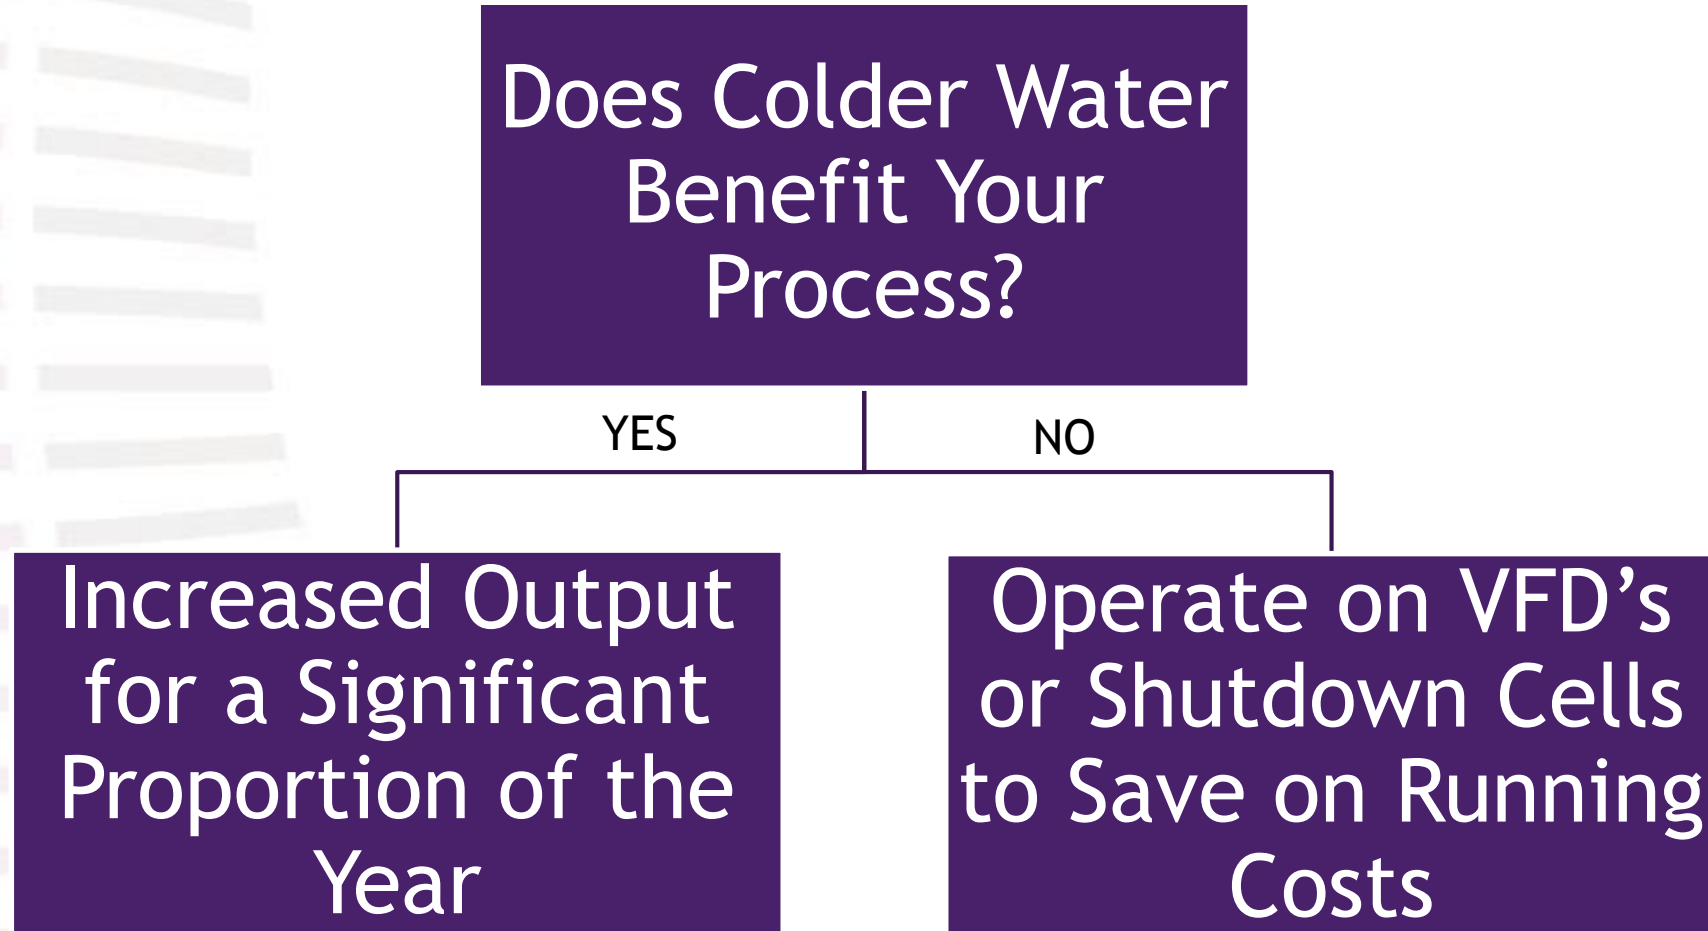 Does Colder Water
Benefit Your
Process?
YES
NO
Increased Output
for a Significant
Proportion of the
Year
Operate on VFD’s
or Shutdown Cells
to Save on Running
Costs